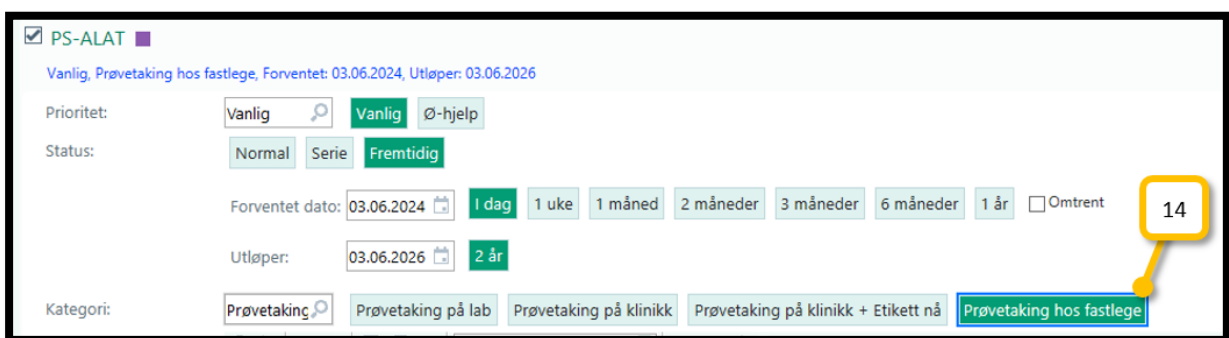 PS-ALAT
Vanlig, Prøvetaking hos fastlege, Forventet: 03.06.2024, Utløper: 03.06.2026
Prioritet: Vanlig Vanlig Ø-hjelp
Status: Normal Serie Fremtidig
Forventet dato: 03.06.2024 I dag 1 uke 1 måned 2 måneder 3 måneder 6 måneder 1 år Omtrent
14
Utløper: 03.06.2026 2 år
Kategori: Prøvetaking Prøvetaking på lab Prøvetaking på klinikk Prøvetaking på klinikk + Etikett nå Prøvetaking hos fastlege